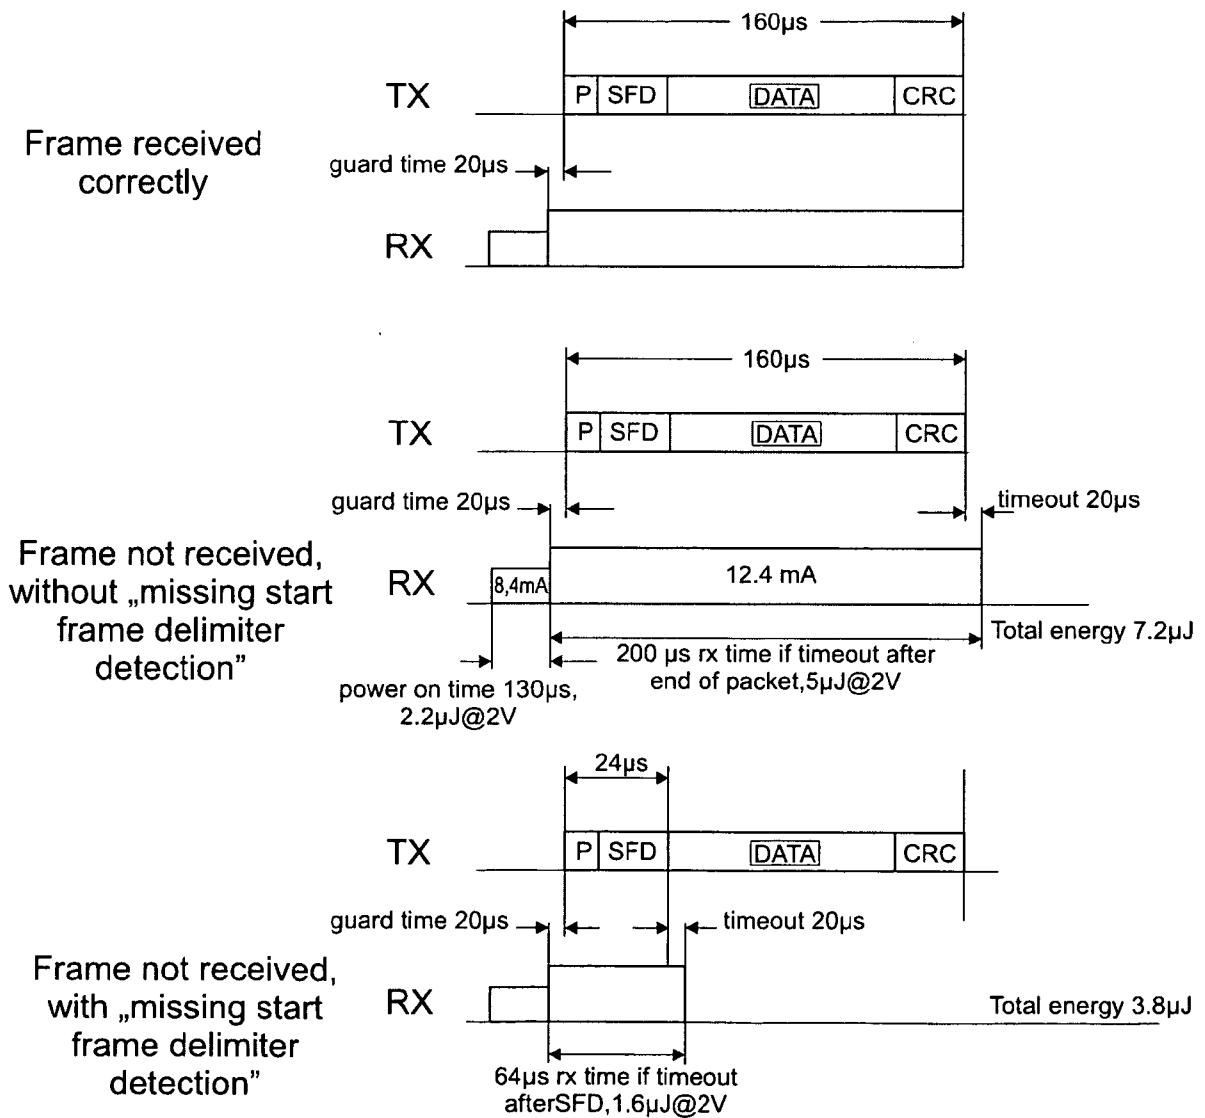 160µs
TX
P SFD DATA CRC
Frame received
correctly
guard time 20µs
RX
160µs
TX
P SFD DATA CRC
guard time 20µs
timeout 20µs
Frame not received,
without „missing start
frame delimiter
detection”
RX
8,4mA
12.4 mA
Total energy 7.2µJ
200 µs rx time if timeout after
end of packet,5µJ@2V
power on time 130µs,
2.2µJ@2V
24µs
TX
P SFD DATA CRC
guard time 20µs
timeout 20µs
Frame not received,
with „missing start
frame delimiter
detection”
RX
Total energy 3.8µJ
64µs rx time if timeout
afterSFD,1.6µJ@2V